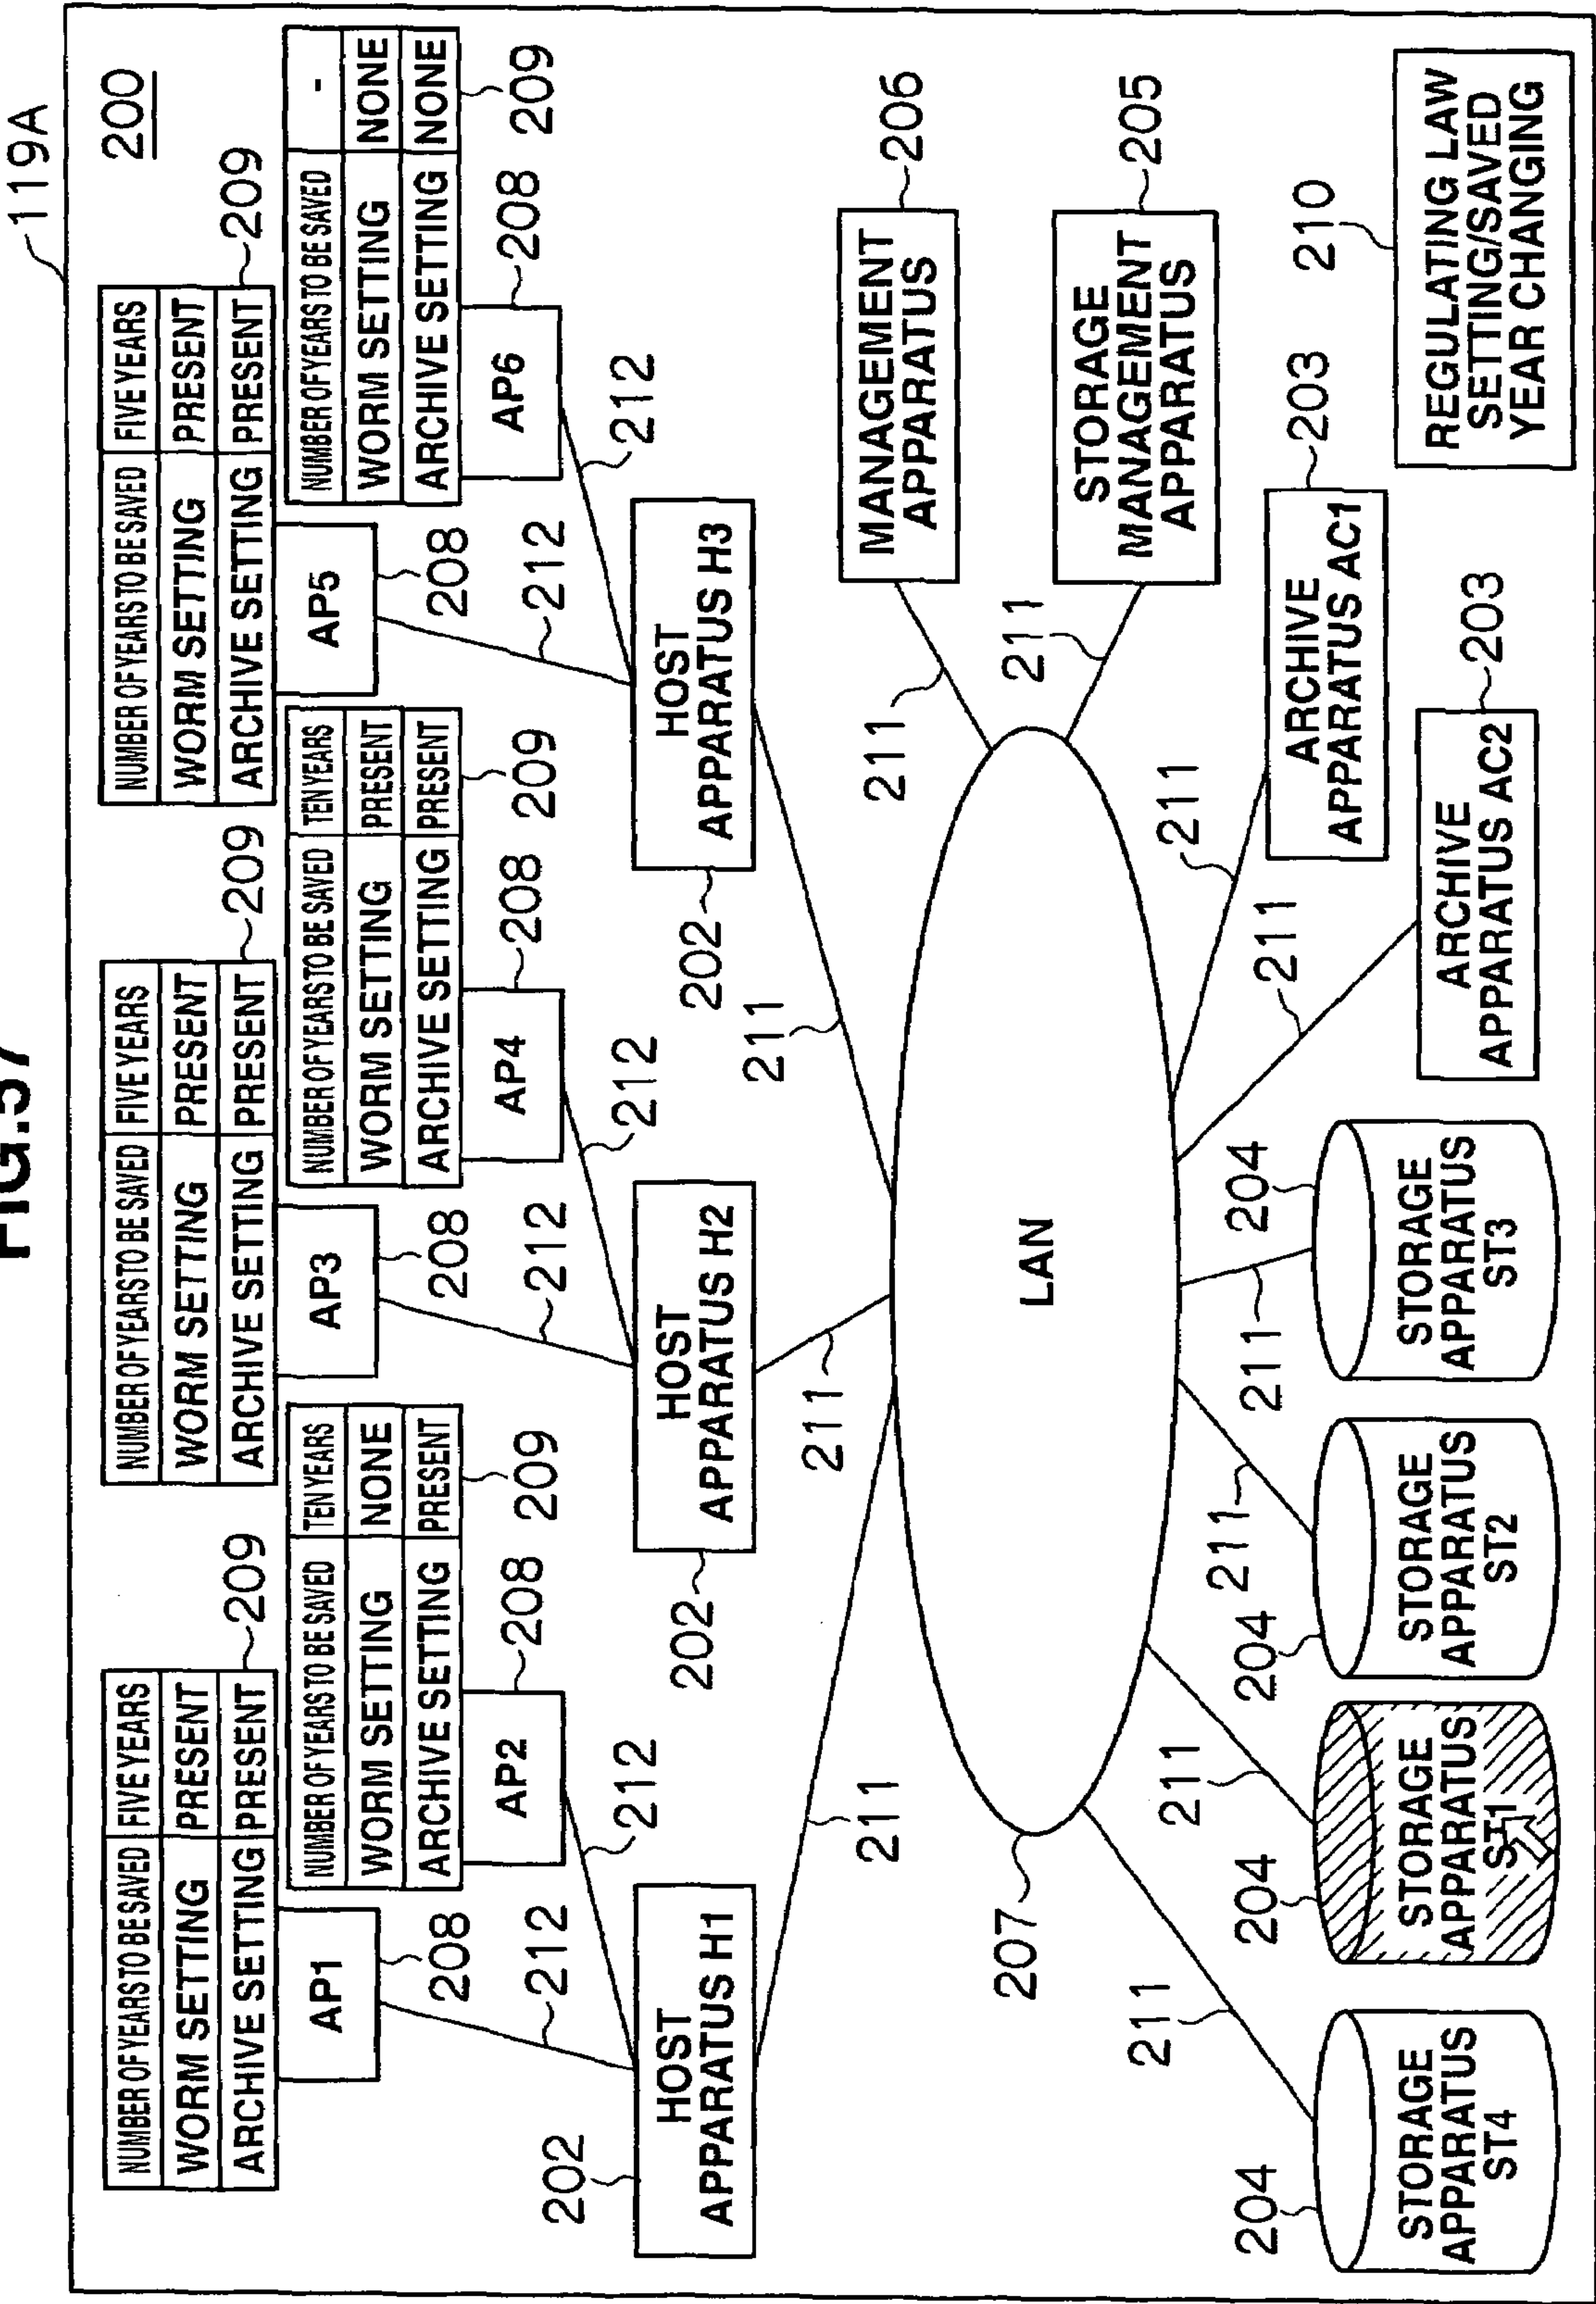 FIG.37
119A
200
NUMBER OF YEARS TO BE SAVED FIVE YEARS
WORM SETTING PRESENT
ARCHIVE SETTING PRESENT
209
AP1
208
212
NUMBER OF YEARS TO BE SAVED TEN YEARS
WORM SETTING NONE
ARCHIVE SETTING PRESENT
209
AP2
208
212
NUMBER OF YEARS TO BE SAVED FIVE YEARS
WORM SETTING PRESENT
ARCHIVE SETTING PRESENT
209
AP3
208
212
NUMBER OF YEARS TO BE SAVED TEN YEARS
WORM SETTING PRESENT
ARCHIVE SETTING PRESENT
209
AP4
208
212
NUMBER OF YEARS TO BE SAVED FIVE YEARS
WORM SETTING PRESENT
ARCHIVE SETTING PRESENT
209
AP5
208
212
NUMBER OF YEARS TO BE SAVED -
WORM SETTING NONE
ARCHIVE SETTING NONE
209
AP6
208
212
202
HOST
APPARATUS H1
211
202
HOST
APPARATUS H2
211
202
HOST
APPARATUS H3
211
207
LAN
MANAGEMENT
APPARATUS
206
211
STORAGE
MANAGEMENT
APPARATUS
205
211
ARCHIVE
APPARATUS AC1
203
211
ARCHIVE
APPARATUS AC2
203
211
204
STORAGE
APPARATUS
ST4
211
204
STORAGE
APPARATUS
ST1
211
204
STORAGE
APPARATUS
ST2
211
204
STORAGE
APPARATUS
ST3
211
210
REGULATING LAW
SETTING/SAVED
YEAR CHANGING